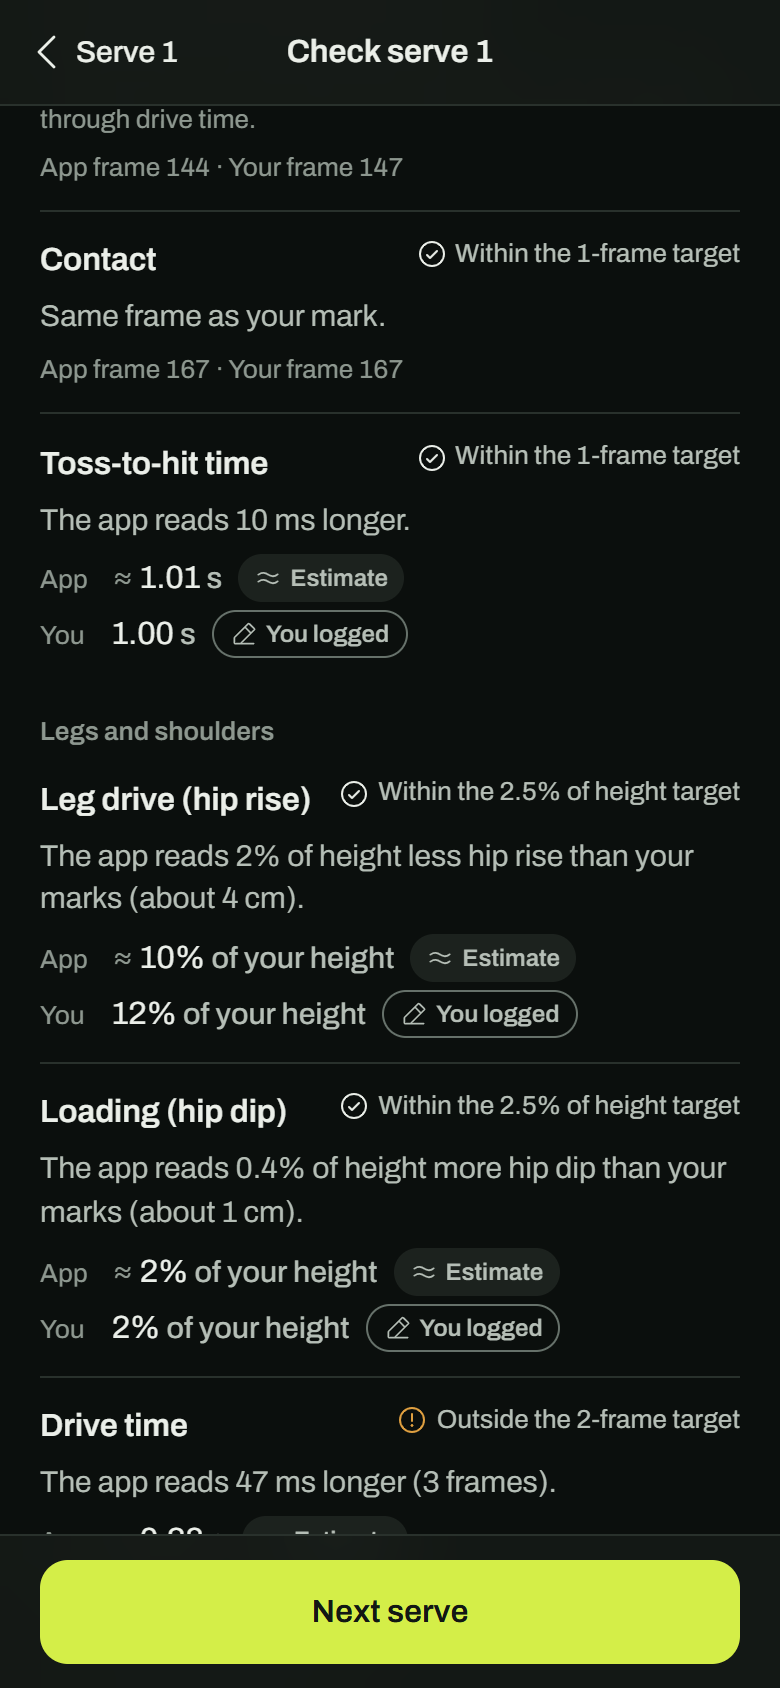 Serve 1
Check serve 1
through drive time.
App frame 144 · Your frame 147
Contact
Within the 1-frame target
Same frame as your mark.
App frame 167 · Your frame 167
Toss-to-hit time
Within the 1-frame target
The app reads 10 ms longer.
App ≈ 1.01 s Estimate
You 1.00 s You logged
Legs and shoulders
Leg drive (hip rise)
Within the 2.5% of height target
The app reads 2% of height less hip rise than your
marks (about 4 cm).
App ≈ 10% of your height Estimate
You 12% of your height You logged
Loading (hip dip)
Within the 2.5% of height target
The app reads 0.4% of height more hip dip than your
marks (about 1 cm).
App ≈ 2% of your height Estimate
You 2% of your height You logged
Drive time
Outside the 2-frame target
The app reads 47 ms longer (3 frames).
Estimate
Next serve